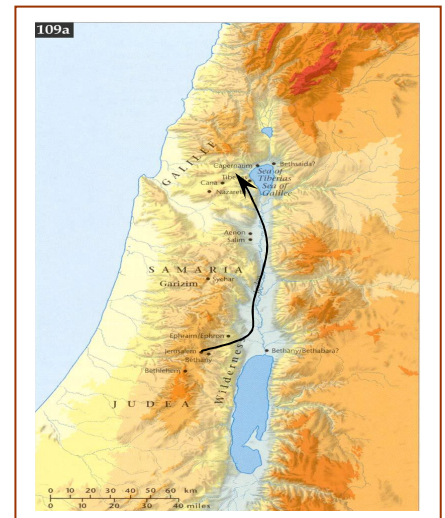 109a
GALILEE
Capernaum
Bethsaida?
Sea of
Tiberias
Sea of
Galilee
Cana
Nazareth
Aenon
Salim
SAMARIA
Sychar
Garizim
Ephraim/Ephron
Jerusalem
Bethany
Bethany/Bethabara?
Bethlehem
Wilderness
JUDEA
0 10 20 30 40 50 60 km
0 10 20 30 40 miles